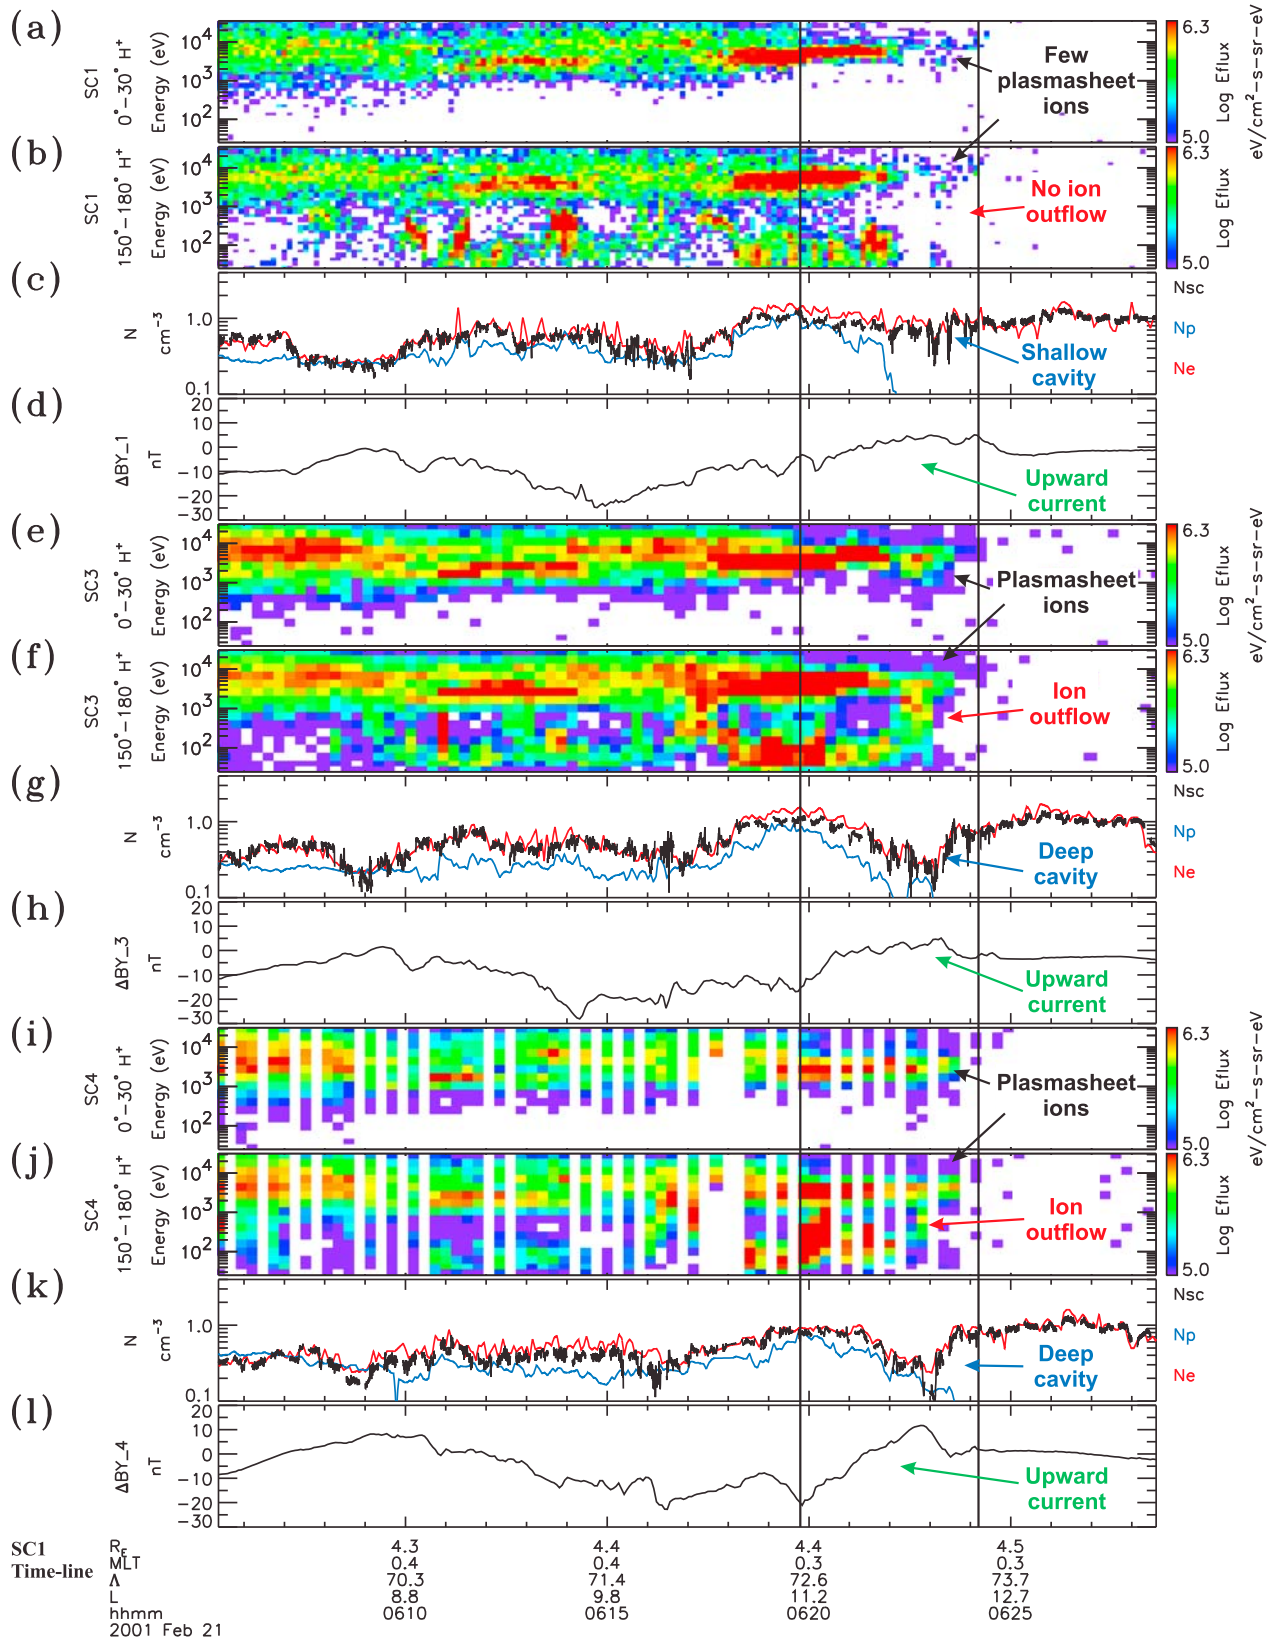 (a)
SC1
0°–30° H⁺
Energy (eV)
10⁴
10³
10²
Few
plasmasheet
ions
6.3
5.0
Log Eflux
eV/cm²–s–sr–eV
(b)
SC1
150°–180° H⁺
Energy (eV)
10⁴
10³
10²
No ion
outflow
6.3
5.0
Log Eflux
(c)
N
cm⁻³
1.0
0.1
Shallow
cavity
Nsc
Np
Ne
(d)
ΔBY_1
nT
20
10
0
−10
−20
−30
Upward
current
(e)
SC3
0°–30° H⁺
Energy (eV)
10⁴
10³
10²
Plasmasheet
ions
6.3
5.0
Log Eflux
eV/cm²–s–sr–eV
(f)
SC3
150°–180° H⁺
Energy (eV)
10⁴
10³
10²
Ion
outflow
6.3
5.0
Log Eflux
(g)
N
cm⁻³
1.0
0.1
Deep
cavity
Nsc
Np
Ne
(h)
ΔBY_3
nT
20
10
0
−10
−20
−30
Upward
current
(i)
SC4
0°–30° H⁺
Energy (eV)
10⁴
10³
10²
Plasmasheet
ions
6.3
5.0
Log Eflux
eV/cm²–s–sr–eV
(j)
SC4
150°–180° H⁺
Energy (eV)
10⁴
10³
10²
Ion
outflow
6.3
5.0
Log Eflux
(k)
N
cm⁻³
1.0
0.1
Deep
cavity
Nsc
Np
Ne
(l)
ΔBY_4
nT
20
10
0
−10
−20
−30
Upward
current
SC1
Time-line
R_E 4.3 4.4 4.4 4.5
MLT 0.4 0.4 0.3 0.3
Λ 70.3 71.4 72.6 73.7
L 8.8 9.8 11.2 12.7
hhmm 0610 0615 0620 0625
2001 Feb 21